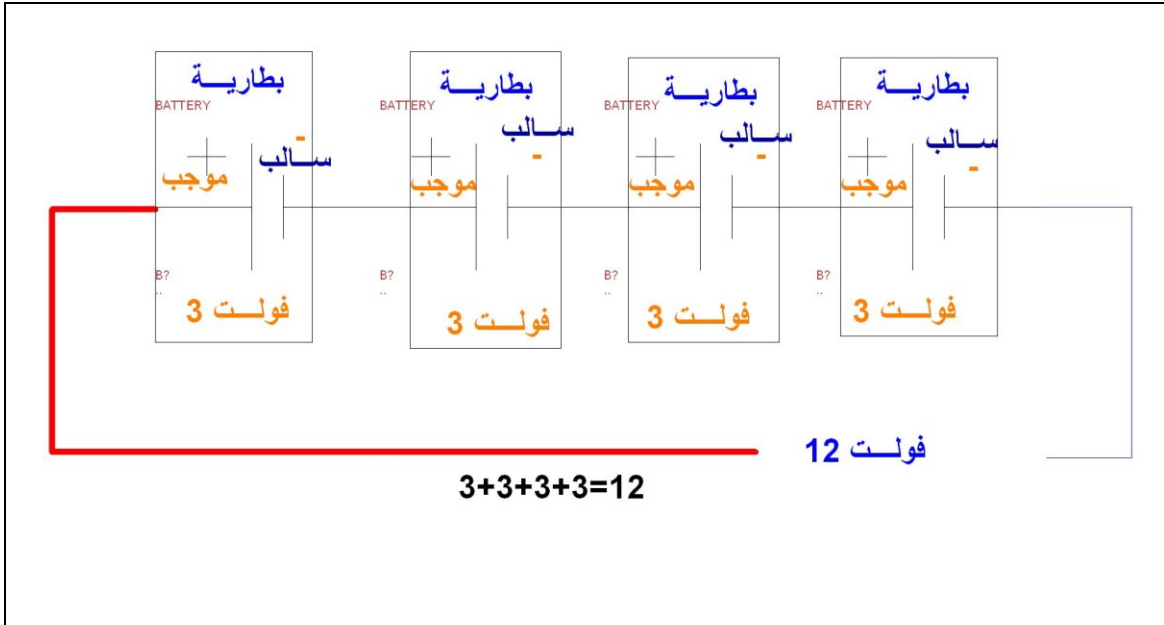 بطاريـــة
BATTERY
-
سـالب
موجب
B?
..
3 فولـــت
بطاريـــة
BATTERY
سـالب
-
موجب
B?
..
3 فولـــت
بطاريـــة
BATTERY
سـالب
-
موجب
B?
..
3 فولـــت
بطاريـــة
BATTERY
سـالب
-
موجب
B?
..
3 فولـــت
12 فولـــت
3+3+3+3=12